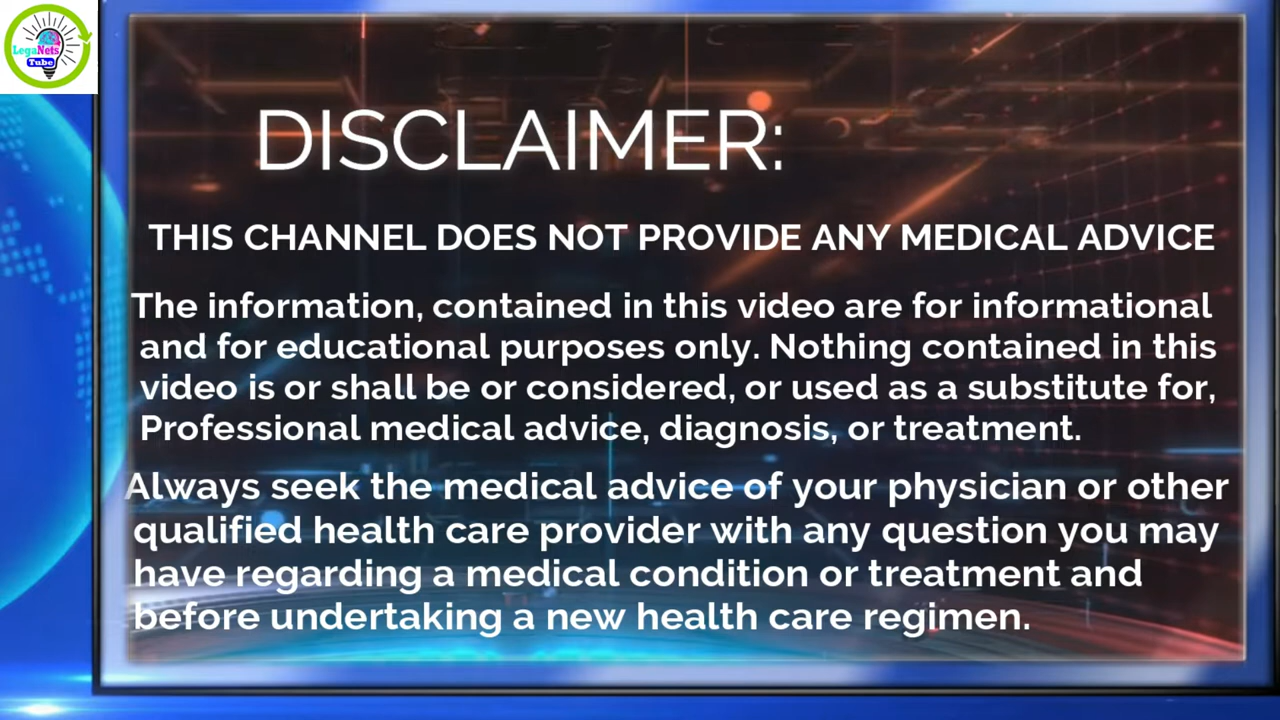 LegaNets
Tube
DISCLAIMER:
THIS CHANNEL DOES NOT PROVIDE ANY MEDICAL ADVICE
The information, contained in this video are for informational
and for educational purposes only. Nothing contained in this
video is or shall be or considered, or used as a substitute for,
Professional medical advice, diagnosis, or treatment.
Always seek the medical advice of your physician or other
qualified health care provider with any question you may
have regarding a medical condition or treatment and
before undertaking a new health care regimen.